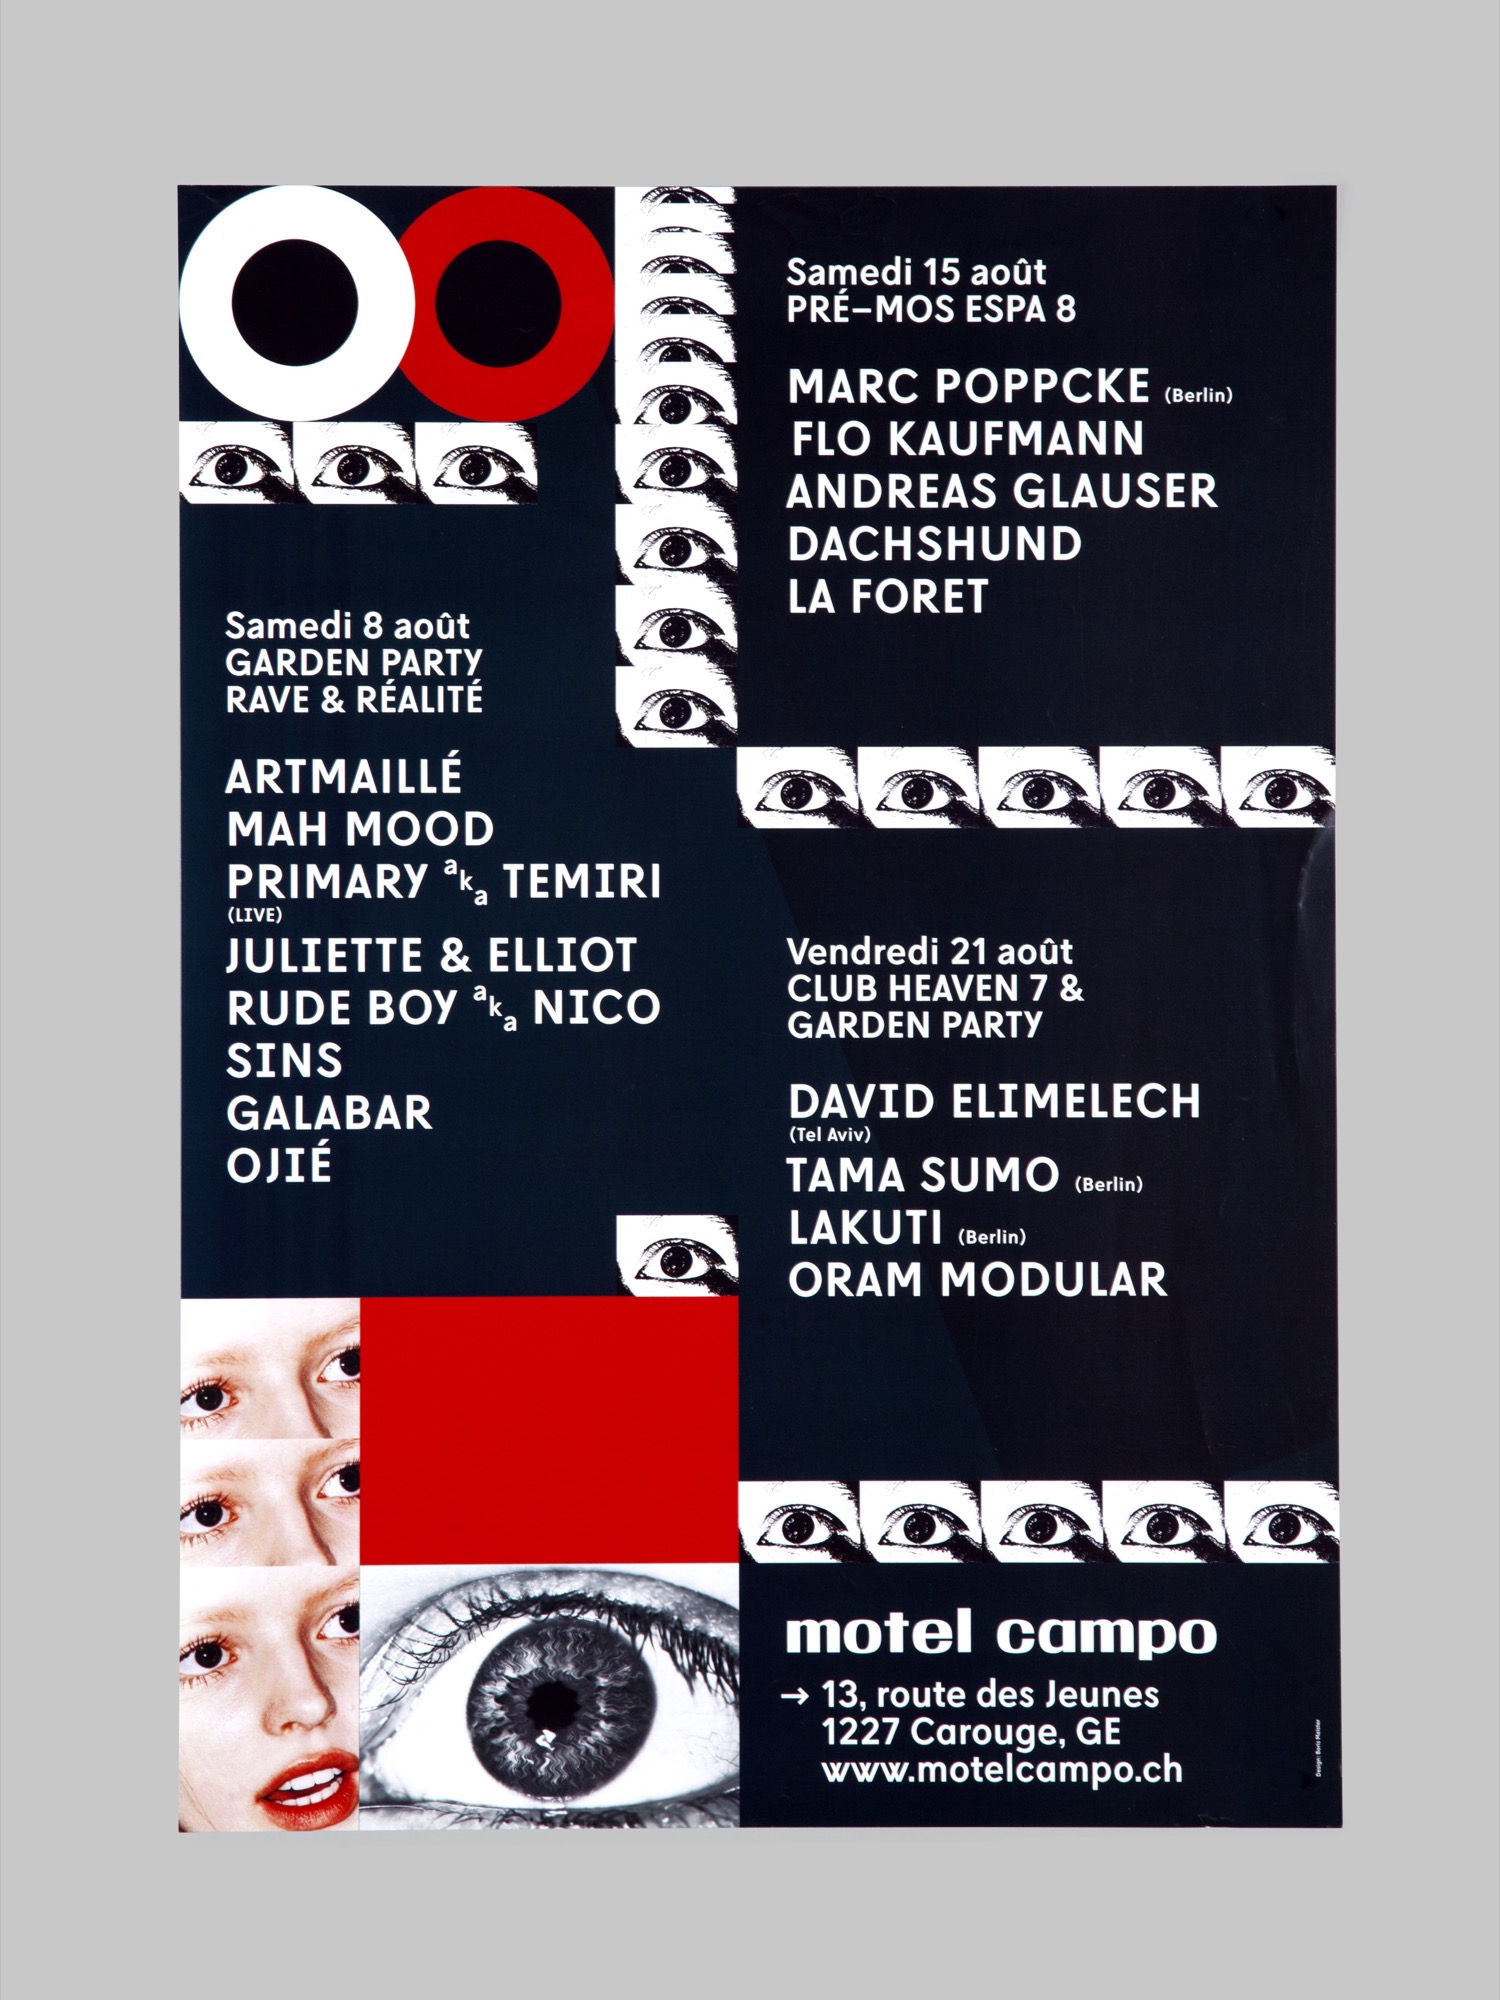 Samedi 8 août
GARDEN PARTY
RAVE & RÉALITÉ
ARTMAILLÉ
MAH MOOD
PRIMARY aka TEMIRI
(LIVE)
JULIETTE & ELLIOT
RUDE BOY aka NICO
SINS
GALABAR
OJIÉ
Samedi 15 août
PRÉ–MOS ESPA 8
MARC POPPCKE (Berlin)
FLO KAUFMANN
ANDREAS GLAUSER
DACHSHUND
LA FORET
Vendredi 21 août
CLUB HEAVEN 7 &
GARDEN PARTY
DAVID ELIMELECH
(Tel Aviv)
TAMA SUMO (Berlin)
LAKUTI (Berlin)
ORAM MODULAR
motel campo
→ 13, route des Jeunes
1227 Carouge, GE
www.motelcampo.ch
Design: Boris Meister